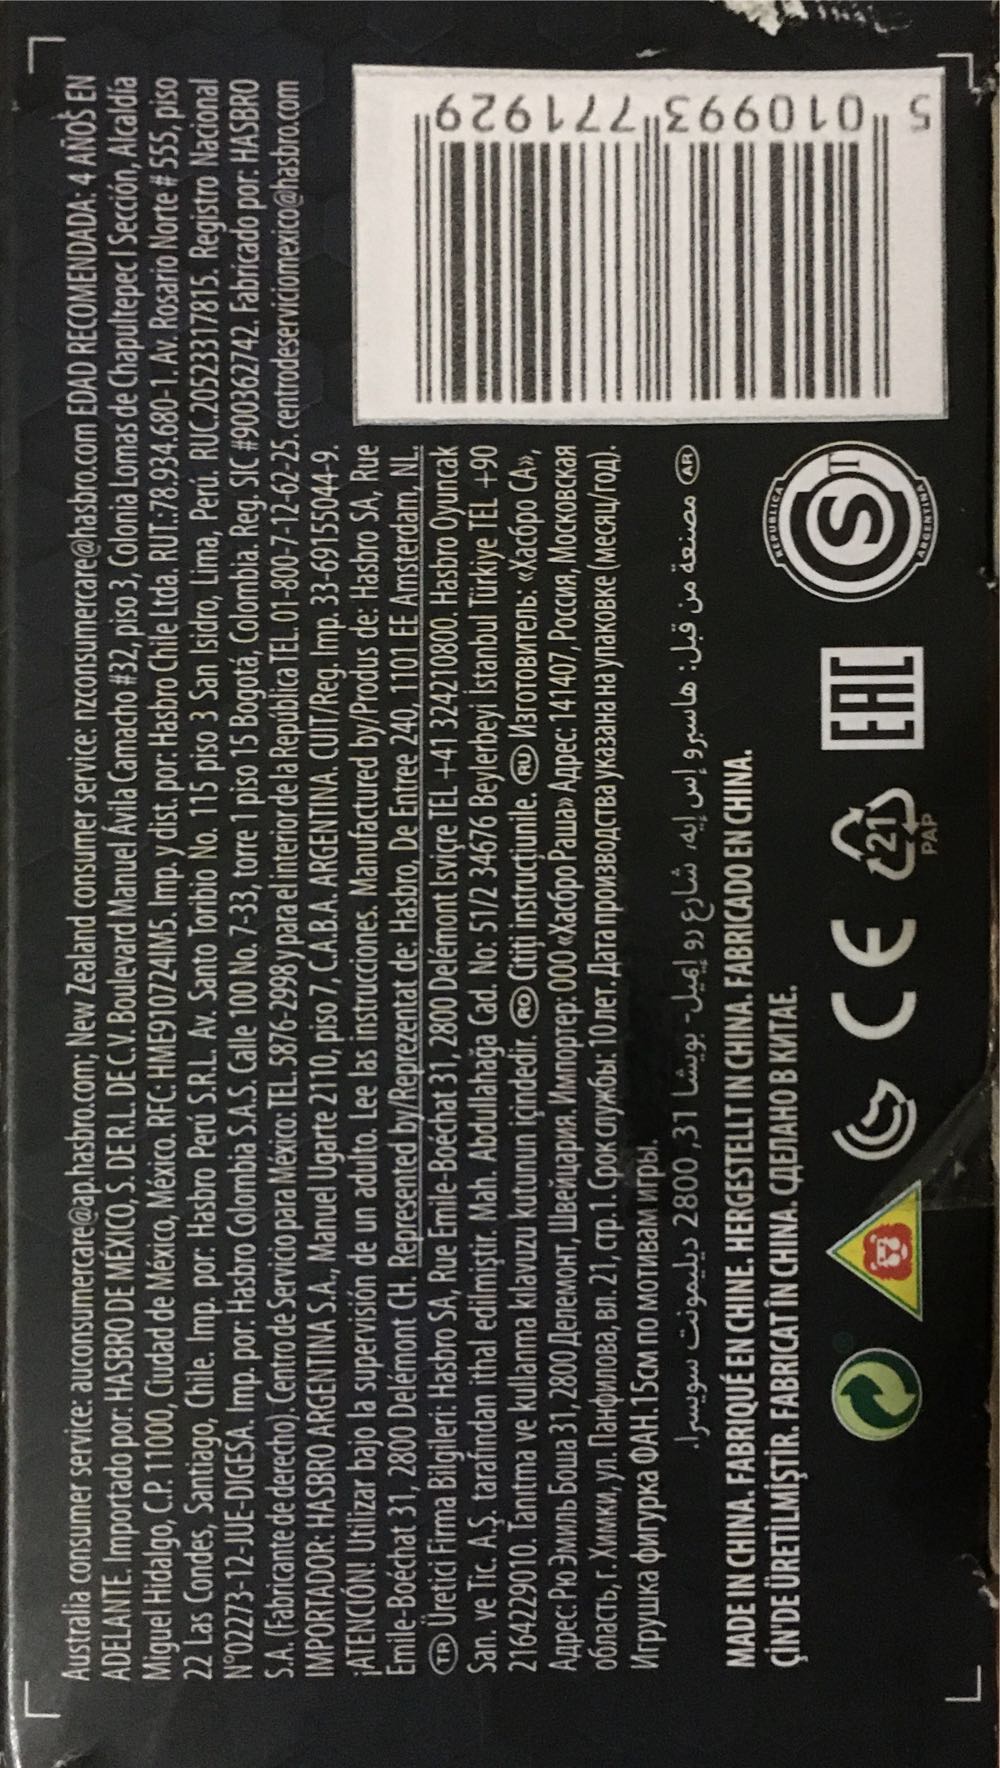 Australia consumer service: auconsumercare@ap.hasbro.com; New Zealand consumer service: nzconsumercare@hasbro.com EDAD RECOMENDADA: 4 AÑOS EN
ADELANTE. Importado por: HASBRO DE MÉXICO, S. DE R.L. DE C.V. Boulevard Manuel Ávila Camacho #32, piso 3, Colonia Lomas de Chapultepec I Sección, Alcaldía
Miguel Hidalgo, C.P. 11000, Ciudad de México, México. RFC: HME910724M5. Imp. y dist. por: Hasbro Chile Ltda. RUT.:78.934.680-1. Av. Rosario Norte # 555, piso
22 Las Condes, Santiago, Chile. Imp. por: Hasbro Perú S.R.L. Av. Santo Toribio No. 115 piso 3 San Isidro, Lima, Perú. RUC.20523317815. Registro Nacional
N°02273-12-JUE-DIGESA. Imp. por: Hasbro Colombia S.A.S. Calle 100 No. 7-33, torre 1 piso 15 Bogotá, Colombia. Reg. SIC #900362742. Fabricado por: HASBRO
S.A. (Fabricante de derecho). Centro de Servicio para México: TEL. 5876-2998 y para el interior de la República TEL. 01-800-7-12-62-25. centrodeserviciomexico@hasbro.com
IMPORTADOR: HASBRO ARGENTINA S.A., Manuel Ugarte 2110, piso 7, C.A.B.A. ARGENTINA. CUIT/Reg. Imp. 33-69155044-9.
¡ATENCIÓN! Utilizar bajo la supervisión de un adulto. Lee las instrucciones. Manufactured by/Produs de: Hasbro SA, Rue
Emile-Boéchat 31, 2800 Delémont CH. Represented by/Reprezentat de: Hasbro, De Entree 240, 1101 EE Amsterdam, NL.
TR Üretici Firma Bilgileri: Hasbro SA, Rue Emile-Boéchat 31, 2800 Delémont Isviçre TEL +41 324210800. Hasbro Oyuncak
San. ve Tic. A.Ş. tarafından ithal edilmiştir. Mah. Abdullahağa Cad. No: 51/2 34676 Beylerbeyi İstanbul Türkiye TEL +90
2164229010. Tanıtma ve kullanma kılavuzu kutunun içindedir. RO Citiți instrucțiunile. RU Изготовитель: «Хасбро СА»,
Адрес: Рю Эмиль Боша 31, 2800 Делемонт, Швейцария. Импортер: ООО «Хасбро Раша» Адрес: 141407, Россия, Московская
область, г. Химки, ул. Панфилова, вл. 21, стр 1. Срок службы: 10 лет. Дата производства указана на упаковке (месяц/год).
Игрушка фигурка ФАН 15см по мотивам игры.
AR مصنعة من قبل: هاسبرو إس إيه، شارع رو إيميل- بويشا 31, 2800 ديليمونت سويسرا.
MADE IN CHINA. FABRIQUÉ EN CHINE. HERGESTELLT IN CHINA. FABRICADO EN CHINA.
ÇİN'DE ÜRETİLMİŞTİR. FABRICAT ÎN CHINA. СДЕЛАНО В КИТАЕ.
CE
21
PAP
EAC
REPUBLICA
S
ARGENTINA
5 010993 771929